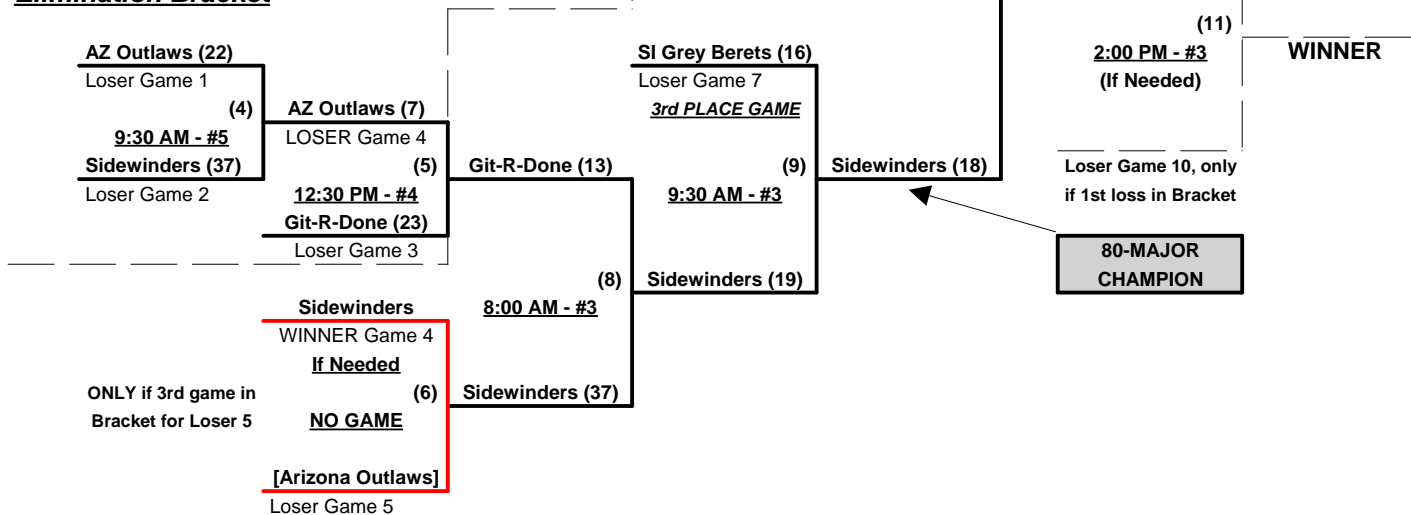 Elimination Bracket
(11)
AZ Outlaws (22)
SI Grey Berets (16)
2:00 PM - #3
WINNER
Loser Game 1
Loser Game 7
(If Needed)
(4)
AZ Outlaws (7)
3rd PLACE GAME
9:30 AM - #5
LOSER Game 4
Sidewinders (37)
(5)
Git-R-Done (13)
(9)
Sidewinders (18)
Loser Game 10, only
Loser Game 2
12:30 PM - #4
9:30 AM - #3
if 1st loss in Bracket
Git-R-Done (23)
Loser Game 3
80-MAJOR
CHAMPION
(8)
Sidewinders (19)
Sidewinders
8:00 AM - #3
WINNER Game 4
If Needed
ONLY if 3rd game in
(6)
Sidewinders (37)
Bracket for Loser 5
NO GAME
[Arizona Outlaws]
Loser Game 5